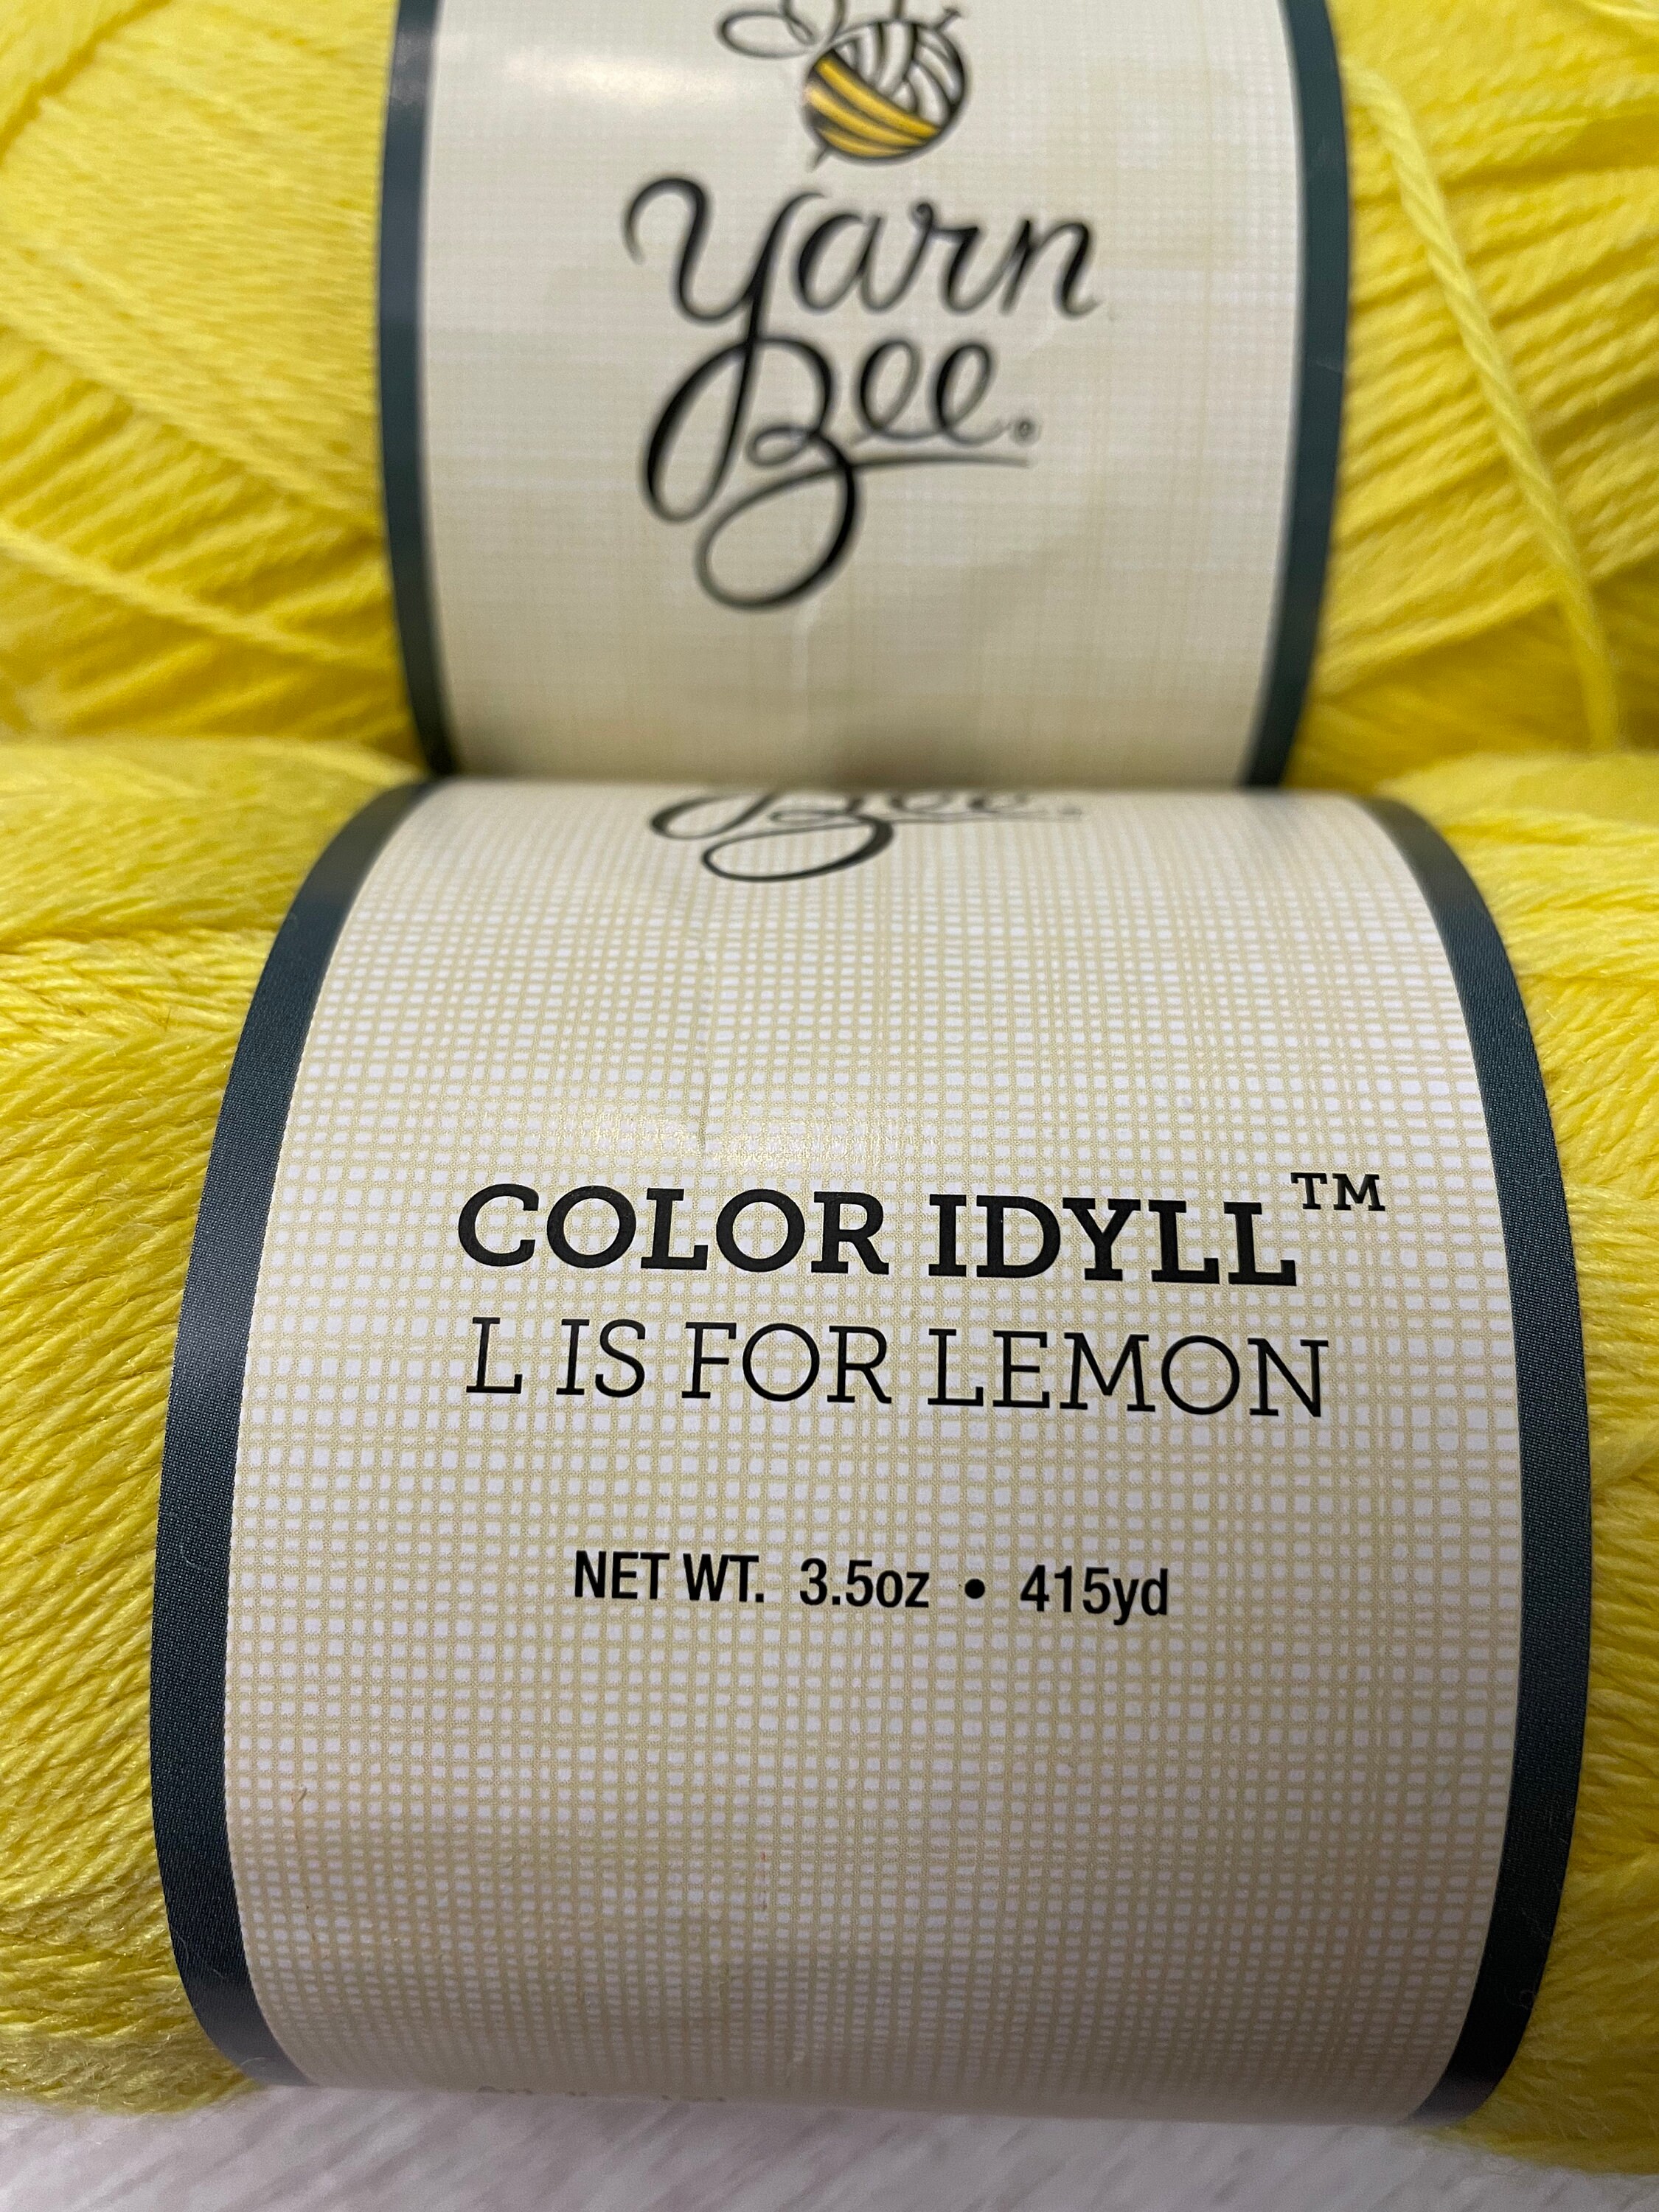 Yarn
Bee®
Bee
COLOR IDYLL™
L IS FOR LEMON
NET WT. 3.5oz • 415yd